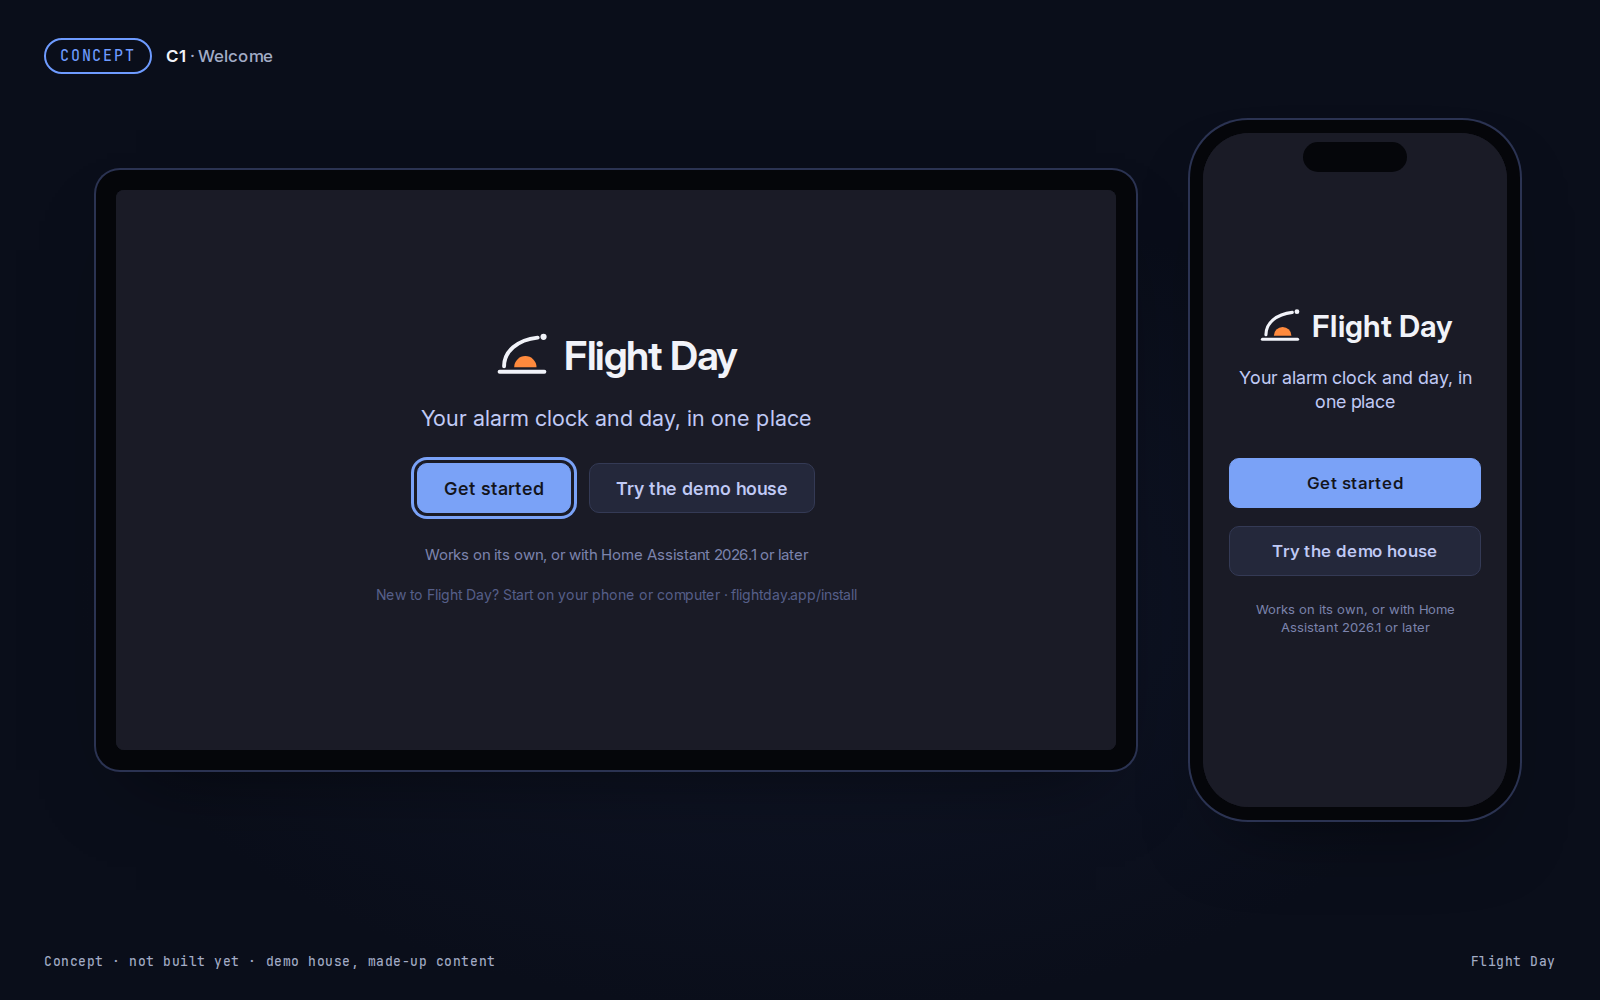 CONCEPT
C1 · Welcome
Flight Day
Your alarm clock and day, in one place
Get started
Try the demo house
Works on its own, or with Home Assistant 2026.1 or later
New to Flight Day? Start on your phone or computer · flightday.app/install
Flight Day
Your alarm clock and day, in
one place
Get started
Try the demo house
Works on its own, or with Home
Assistant 2026.1 or later
Concept · not built yet · demo house, made-up content
Flight Day